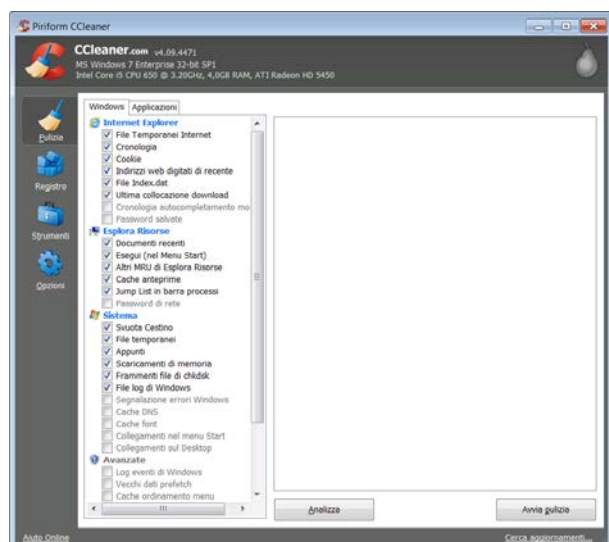 Piriform CCleaner
CCleaner.com v4.09.4471
MS Windows 7 Enterprise 32-bit SP1
Intel Core i5 CPU 650 @ 3.20GHz, 4,0GB RAM, ATI Radeon HD 5450
Pulizia
Registro
Strumenti
Opzioni
Windows Applicazioni
Internet Explorer
File Temporanei Internet
Cronologia
Cookie
Indirizzi web digitati di recente
File Index.dat
Ultima collocazione download
Cronologia autocompletamento mo
Password salvate
Esplora Risorse
Documenti recenti
Esegui (nel Menu Start)
Altri MRU di Esplora Risorse
Cache anteprime
Jump List in barra processi
Password di rete
Sistema
Svuota Cestino
File temporanei
Appunti
Scaricamenti di memoria
Frammenti file di chkdsk
File log di Windows
Segnalazione errori Windows
Cache DNS
Cache font
Collegamenti nel menu Start
Collegamenti sul Desktop
Avanzate
Log eventi di Windows
Vecchi dati prefetch
Cache ordinamento menu
Analizza
Avvia pulizia
Aiuto Online
Cerca aggiornamenti...